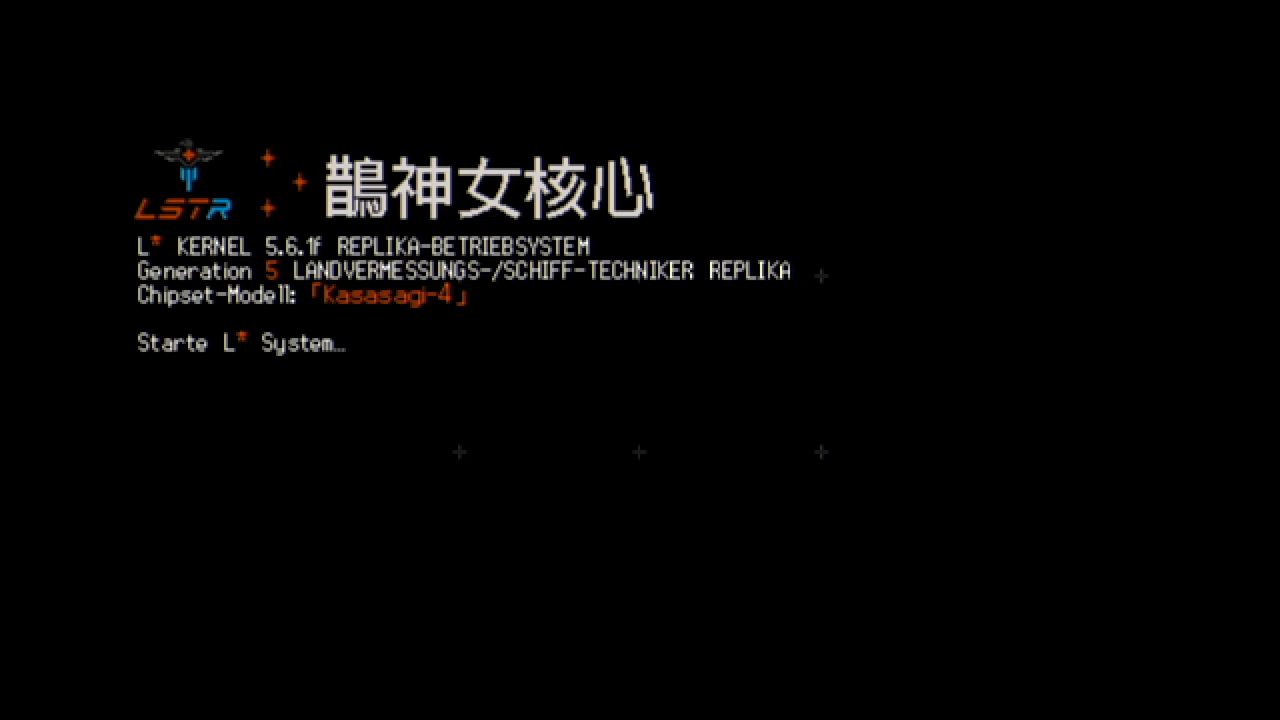 LSTR
鵲神女核心
L* KERNEL 5.6.1f REPLIKA-BETRIEBSYSTEM
Generation 5 LANDVERMESSUNGS-/SCHIFF-TECHNIKER REPLIKA
Chipset-Modell: 「Kasasagi-4」
Starte L* System…